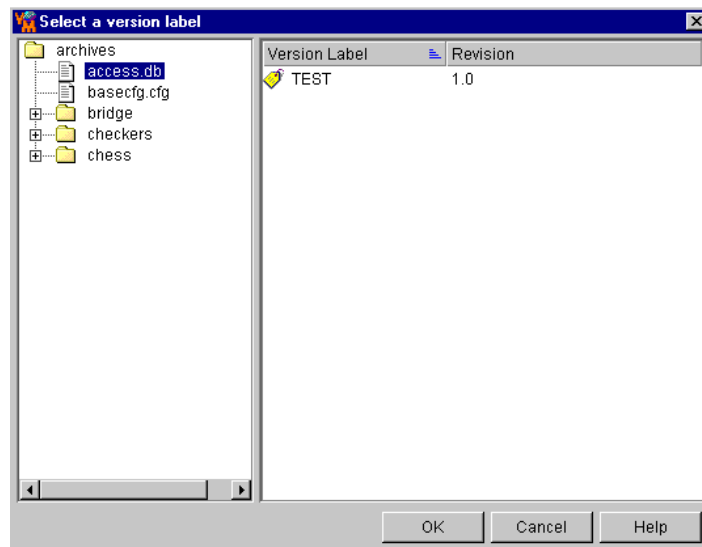 Select a version label
archives
access.db
basecfg.cfg
bridge
checkers
chess
Version Label Revision
TEST 1.0
OK Cancel Help